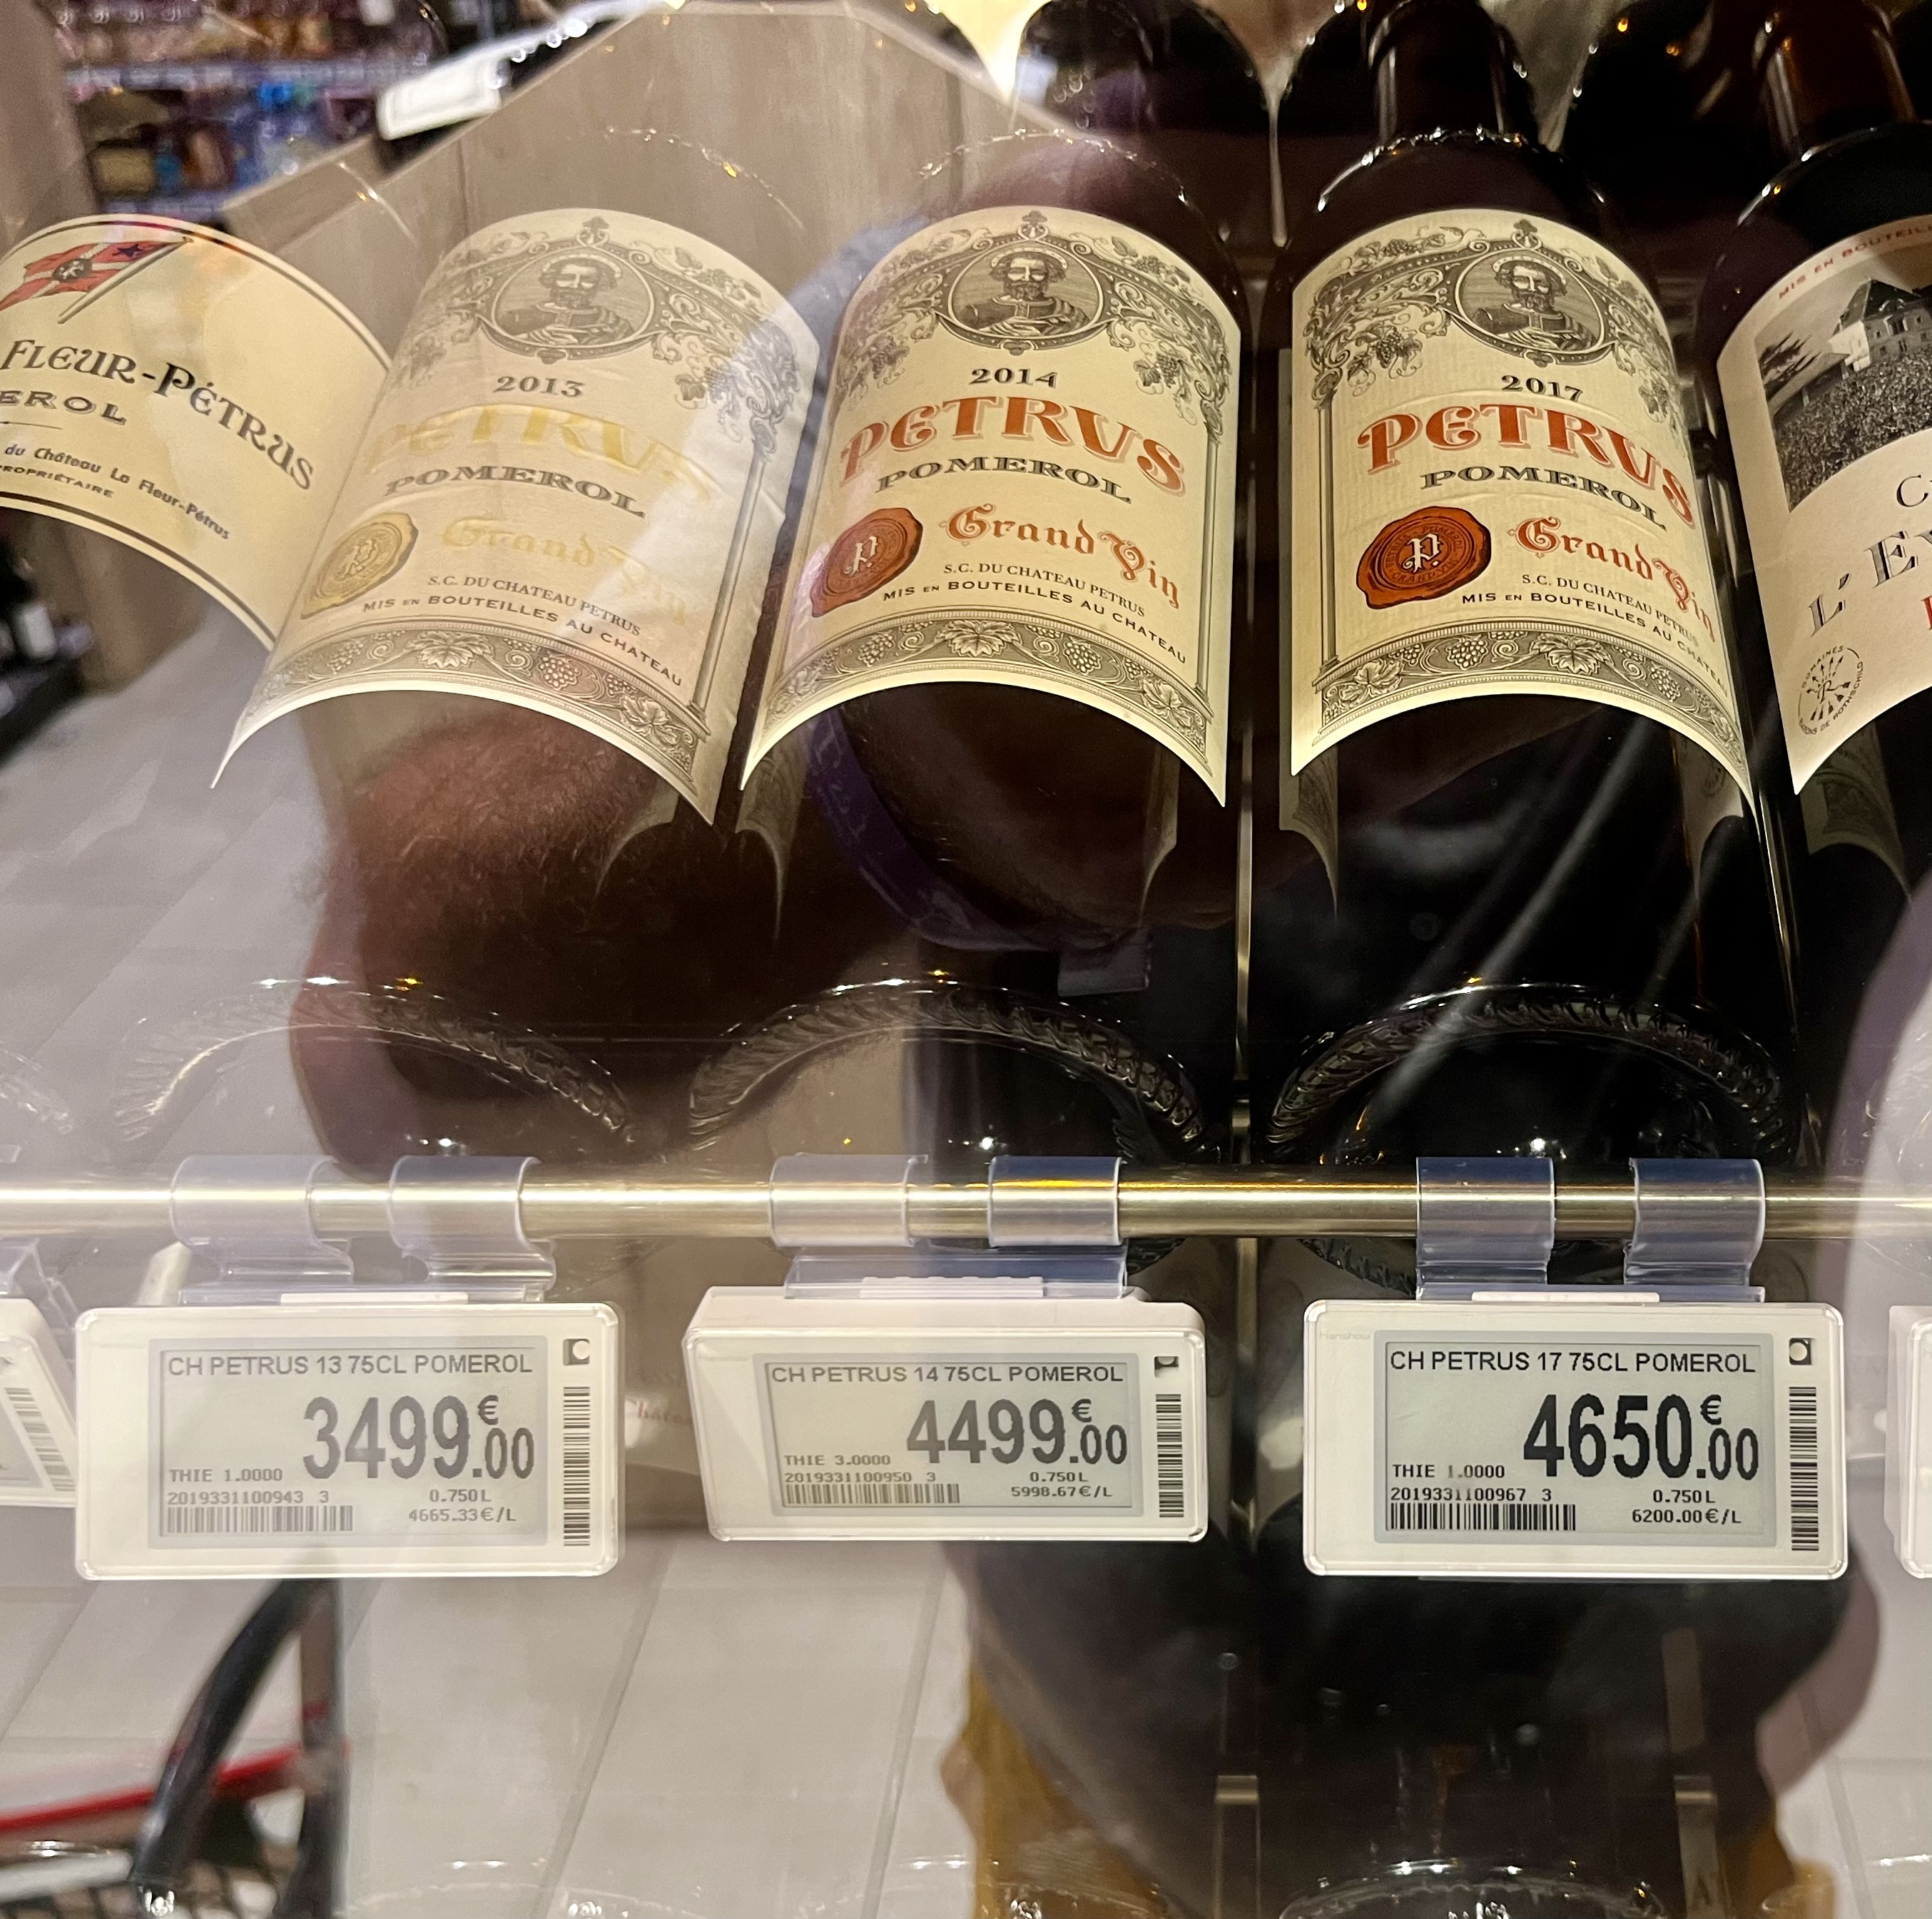 FLEUR-PÉTRUS
EROL
du Château La Fleur-Pétrus
PROPRIÉTAIRE
2013
PETRVS
POMEROL
Grand Vin
S.C. DU CHATEAU PETRUS
MIS EN BOUTEILLES AU CHATEAU
2014
PETRVS
POMEROL
Grand Vin
S.C. DU CHATEAU PETRUS
MIS EN BOUTEILLES AU CHATEAU
2017
PETRVS
POMEROL
Grand Vin
S.C. DU CHATEAU PETRUS
MIS EN BOUTEILLES AU CHATEAU
MIS EN BOUTEILL
L'E
CH PETRUS 13 75CL POMEROL
3499€.00
THIE 1.0000
2019331100943 3
0.750L
4665.33€/L
CH PETRUS 14 75CL POMEROL
4499€.00
THIE 3.0000
2019331100950 3
0.750L
5998.67€/L
Hanshow
CH PETRUS 17 75CL POMEROL
4650€.00
THIE 1.0000
2019331100967 3
0.750L
6200.00€/L